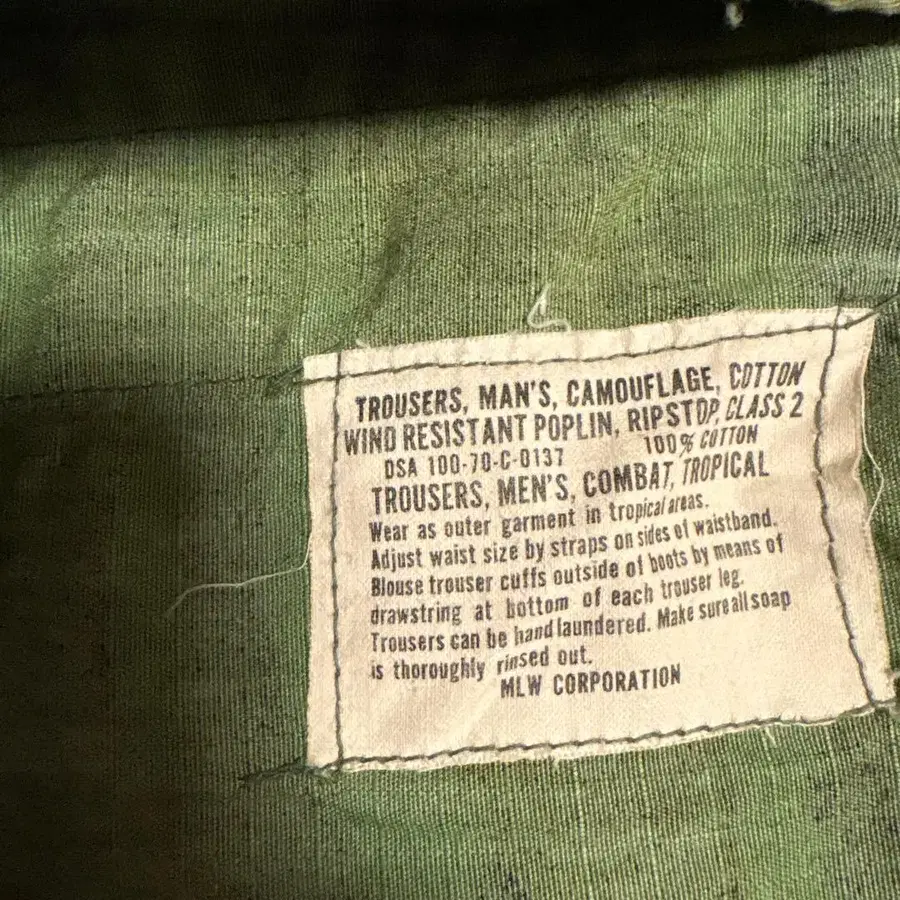 TROUSERS, MAN'S, CAMOUFLAGE, COTTON
WIND RESISTANT POPLIN, RIPSTOP, CLASS 2
DSA 100-70-C-0137 100% COTTON
TROUSERS, MEN'S, COMBAT, TROPICAL
Wear as outer garment in tropical areas.
Adjust waist size by straps on sides of waistband.
Blouse trouser cuffs outside of boots by means of
drawstring at bottom of each trouser leg.
Trousers can be hand laundered. Make sure all soap
is thoroughly rinsed out.
MLW CORPORATION